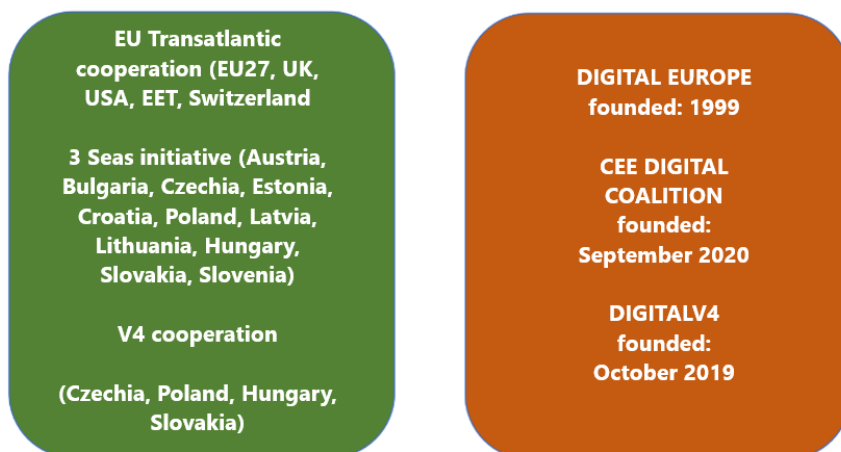 EU Transatlantic
cooperation (EU27, UK,
USA, EET, Switzerland
3 Seas initiative (Austria,
Bulgaria, Czechia, Estonia,
Croatia, Poland, Latvia,
Lithuania, Hungary,
Slovakia, Slovenia)
V4 cooperation
(Czechia, Poland, Hungary,
Slovakia)
DIGITAL EUROPE
founded: 1999
CEE DIGITAL
COALITION
founded:
September 2020
DIGITALV4
founded:
October 2019